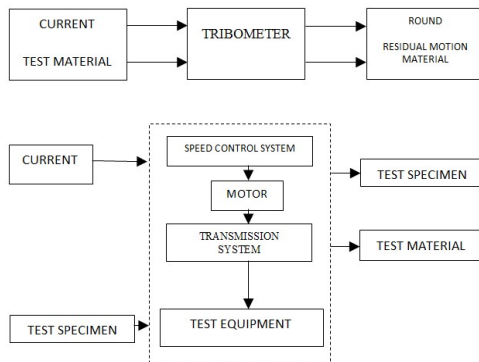 CURRENT
TEST MATERIAL
TRIBOMETER
ROUND
RESIDUAL MOTION
MATERIAL
CURRENT
SPEED CONTROL SYSTEM
MOTOR
TRANSMISSION
SYSTEM
TEST EQUIPMENT
TEST SPECIMEN
TEST SPECIMEN
TEST MATERIAL